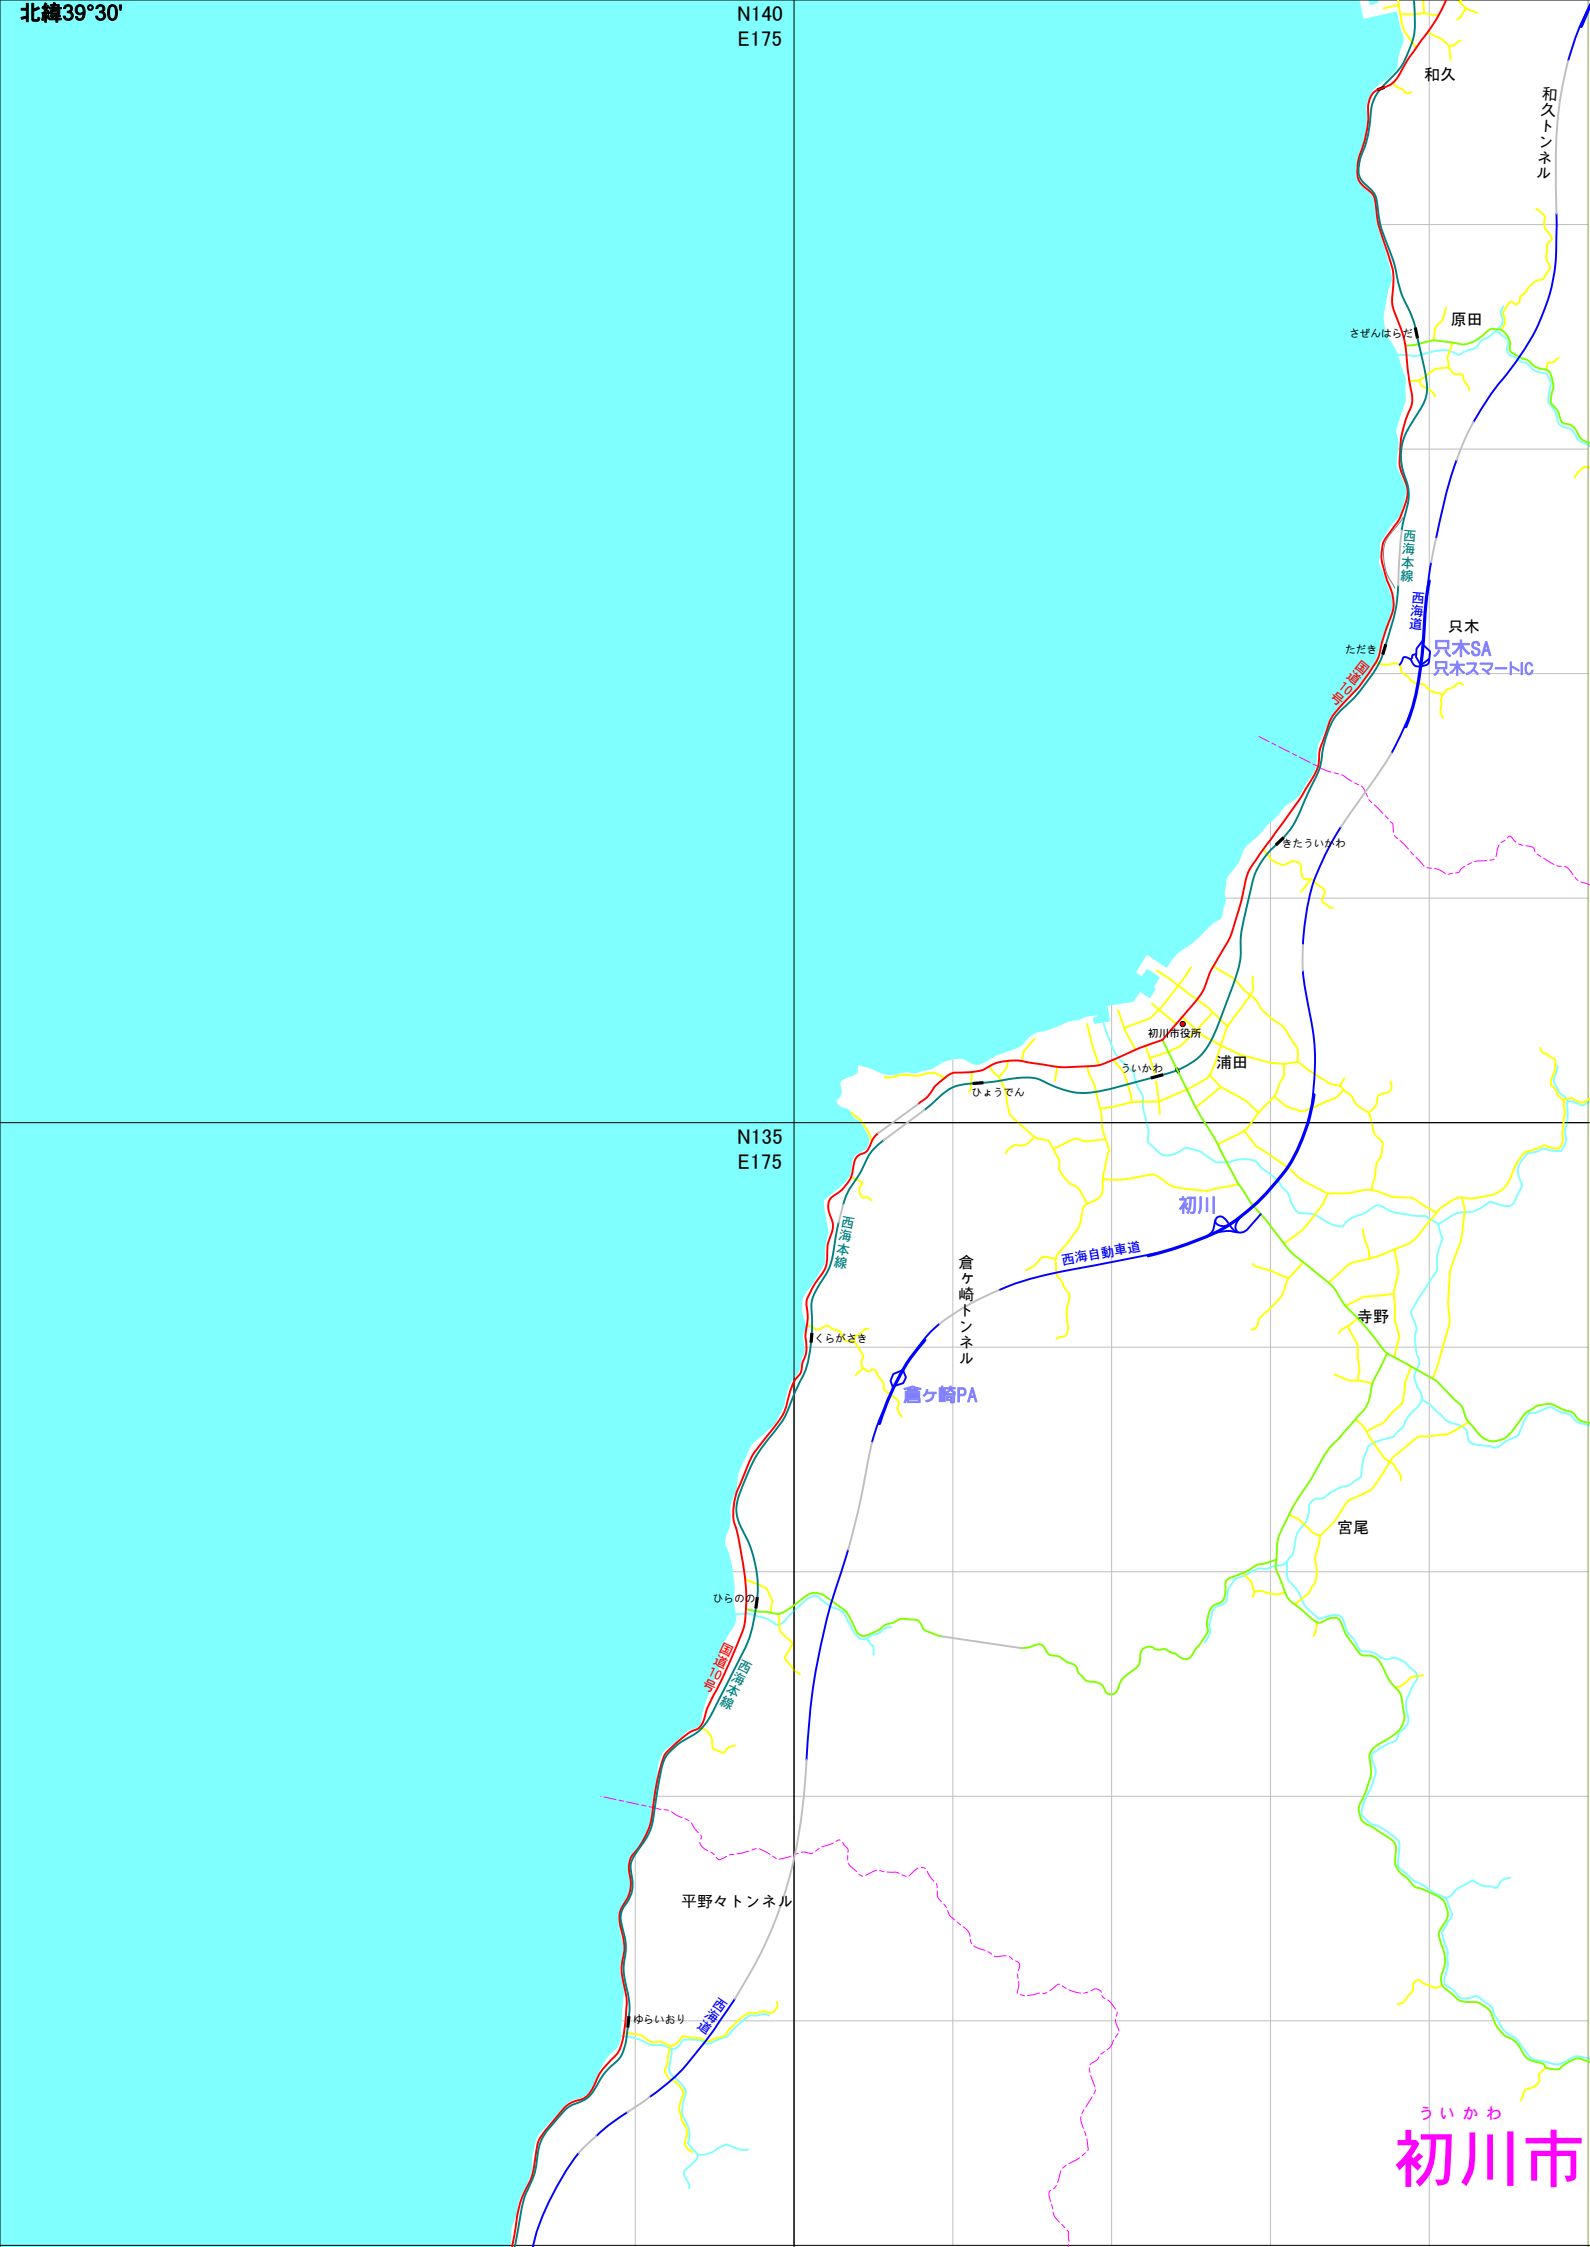 北緯39°30'
N140
E175
和久
和久トンネル
原田
さぜんはらだ
西海本線
西海道
只木
ただき
只木SA
只木スマートIC
国道10号
きたういかわ
初川市役所
浦田
ういかわ
ひょうでん
N135
E175
初川
西海本線
西海自動車道
倉ヶ崎トンネル
寺野
くらがさき
倉ヶ崎PA
宮尾
ひらのの
国道10号
西海本線
平野々トンネル
西海道
ゆらいおり
ういかわ
初川市